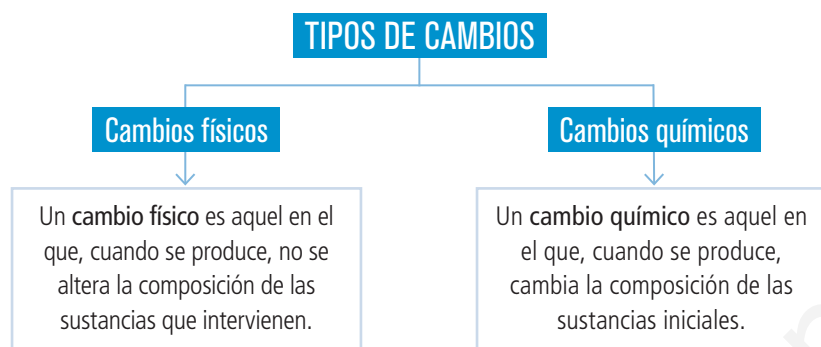 TIPOS DE CAMBIOS
Cambios físicos
Un cambio físico es aquel en el
que, cuando se produce, no se
altera la composición de las
sustancias que intervienen.
Cambios químicos
Un cambio químico es aquel en
el que, cuando se produce,
cambia la composición de las
sustancias iniciales.